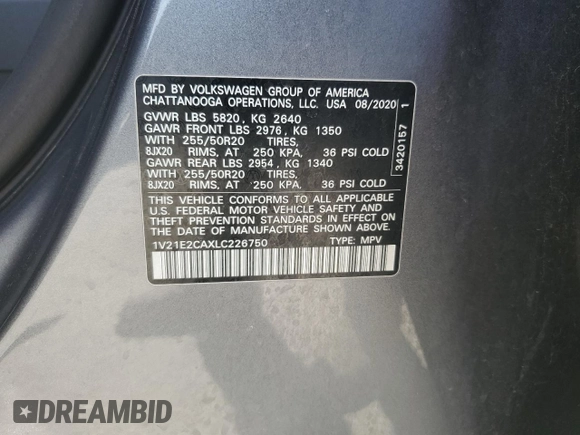 MFD BY VOLKSWAGEN GROUP OF AMERICA
CHATTANOOGA OPERATIONS, LLC. USA 08/2020
GVWR LBS 5820, KG 2640
GAWR FRONT LBS 2976, KG 1350
WITH 255/50R20 TIRES,
8JX20 RIMS, AT 250 KPA, 36 PSI COLD
GAWR REAR LBS 2954, KG 1340
WITH 255/50R20 TIRES,
8JX20 RIMS, AT 250 KPA, 36 PSI COLD
THIS VEHICLE CONFORMS TO ALL APPLICABLE
U.S. FEDERAL MOTOR VEHICLE SAFETY AND
THEFT PREVENTION STANDARDS IN EFFECT ON
THE DATE OF MANUFACTURE SHOWN ABOVE.
1V21E2CAXLC226750 TYPE: MPV
3420157 1
DREAMBID
DREAMBID.COM